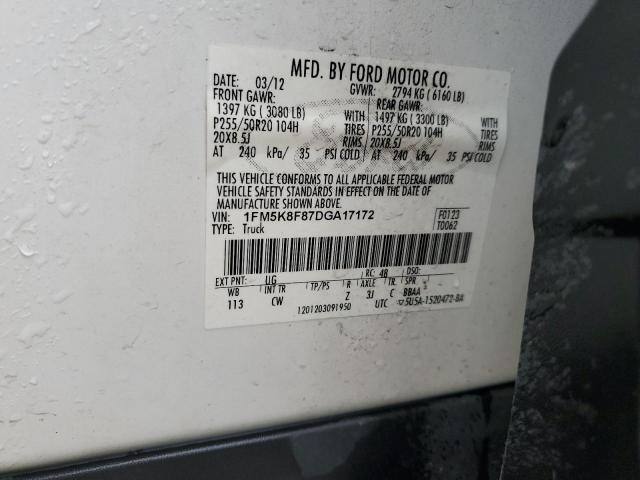 MFD. BY FORD MOTOR CO.
DATE: 03/12 GVWR: 2794 KG ( 6160 LB)
FRONT GAWR: REAR GAWR:
1397 KG ( 3080 LB) WITH 1497 KG ( 3300 LB) WITH
P255/50R20 104H TIRES P255/50R20 104H TIRES
20X8.5J RIMS 20X8.5J RIMS
AT 240 kPa/ 35 PSI COLD AT 240 kPa/ 35 PSI COLD
THIS VEHICLE CONFORMS TO ALL APPLICABLE FEDERAL MOTOR
VEHICLE SAFETY STANDARDS IN EFFECT ON THE DATE OF
MANUFACTURE SHOWN ABOVE.
VIN: 1FM5K8F87DGA17172 F0123
TYPE: Truck T0062
EXT PNT: UG RC: 48 DSO:
WB INT TR TP/PS R AXLE TR SPR
113 CW Z 3J C BBAA
1201203091950 UTC 5U5A-1520472-BA